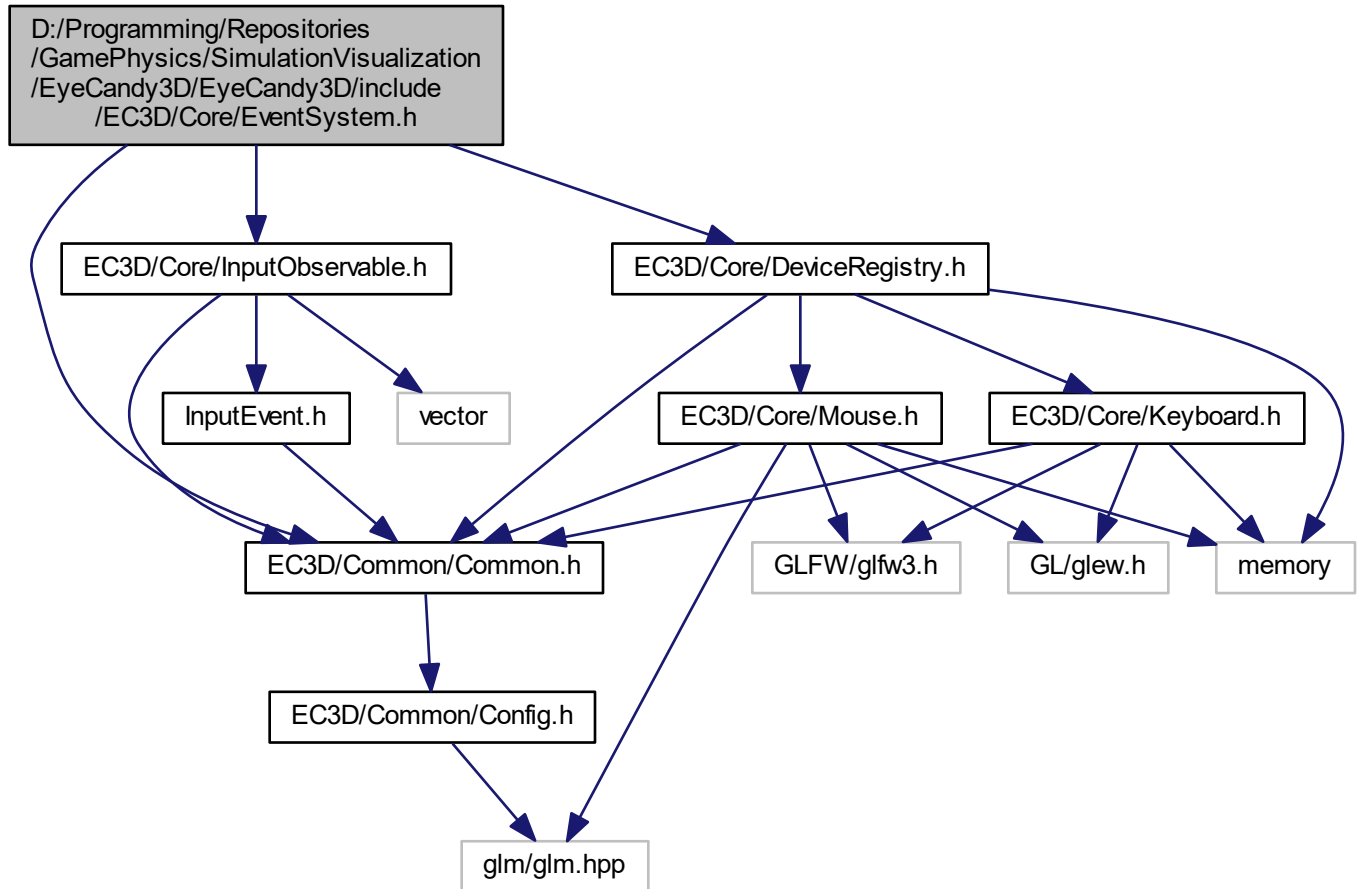 D:/Programming/Repositories
/GamePhysics/SimulationVisualization
/EyeCandy3D/EyeCandy3D/include
/EC3D/Core/EventSystem.h
EC3D/Core/InputObservable.h
EC3D/Core/DeviceRegistry.h
InputEvent.h
vector
EC3D/Core/Mouse.h
EC3D/Core/Keyboard.h
EC3D/Common/Common.h
GLFW/glfw3.h
GL/glew.h
memory
EC3D/Common/Config.h
glm/glm.hpp